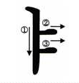 ① ㅑ ②
③